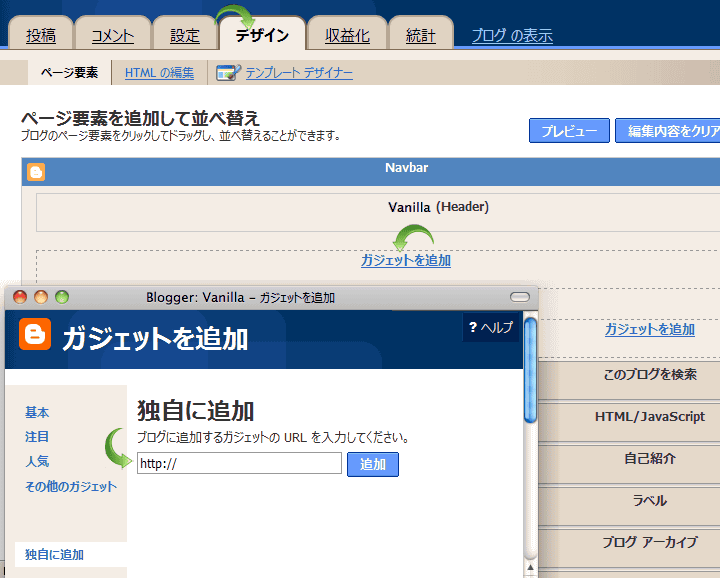 投稿 コメント 設定 デザイン 収益化 統計 ブログ の表示
ページ要素 HTML の編集 テンプレート デザイナー
ページ要素を追加して並べ替え
ブログのページ要素をクリックしてドラッグし、並べ替えることができます。
プレビュー 編集内容をクリア
Navbar
Vanilla (Header)
ガジェットを追加
Blogger: Vanilla – ガジェットを追加
ガジェットを追加
? ヘルプ
基本
注目
人気
その他のガジェット
独自に追加
独自に追加
ブログに追加するガジェットの URL を入力してください。
http:// 追加
ガジェットを追加
このブログを検索
HTML/JavaScript
自己紹介
ラベル
ブログ アーカイブ